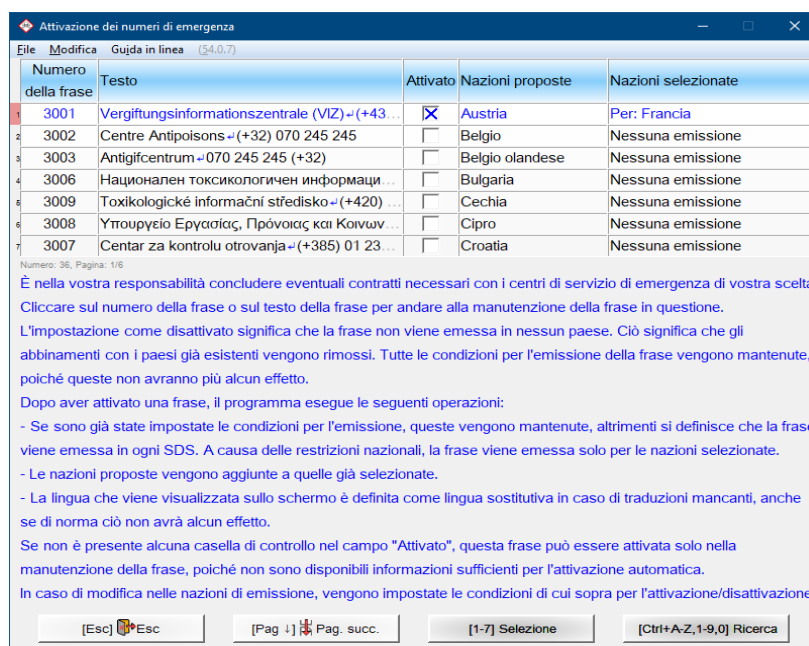 Attivazione dei numeri di emergenza
File Modifica Guida in linea (54.0.7)
Numero della frase Testo Attivato Nazioni proposte Nazioni selezionate
1 3001 Vergiftungsinformationszentrale (VIZ)↵(+43... Austria Per: Francia
2 3002 Centre Antipoisons↵(+32) 070 245 245 Belgio Nessuna emissione
3 3003 Antigifcentrum↵070 245 245 (+32) Belgio olandese Nessuna emissione
4 3006 Национален токсикологичен информаци... Bulgaria Nessuna emissione
5 3009 Toxikologické informační středisko↵(+420) ... Cechia Nessuna emissione
6 3008 Υπουργείο Εργασίας, Πρόνοιας και Κοινων... Cipro Nessuna emissione
7 3007 Centar za kontrolu otrovanja↵(+385) 01 23... Croatia Nessuna emissione
Numero: 36, Pagina: 1/6
È nella vostra responsabilità concludere eventuali contratti necessari con i centri di servizio di emergenza di vostra scelta
Cliccare sul numero della frase o sul testo della frase per andare alla manutenzione della frase in questione.
L'impostazione come disattivato significa che la frase non viene emessa in nessun paese. Ciò significa che gli
abbinamenti con i paesi già esistenti vengono rimossi. Tutte le condizioni per l'emissione della frase vengono mantenute,
poiché queste non avranno più alcun effetto.
Dopo aver attivato una frase, il programma esegue le seguenti operazioni:
- Se sono già state impostate le condizioni per l'emissione, queste vengono mantenute, altrimenti si definisce che la frase
viene emessa in ogni SDS. A causa delle restrizioni nazionali, la frase viene emessa solo per le nazioni selezionate.
- Le nazioni proposte vengono aggiunte a quelle già selezionate.
- La lingua che viene visualizzata sullo schermo è definita come lingua sostitutiva in caso di traduzioni mancanti, anche
se di norma ciò non avrà alcun effetto.
Se non è presente alcuna casella di controllo nel campo "Attivato", questa frase può essere attivata solo nella
manutenzione della frase, poiché non sono disponibili informazioni sufficienti per l'attivazione automatica.
In caso di modifica nelle nazioni di emissione, vengono impostate le condizioni di cui sopra per l'attivazione/disattivazione
[Esc] Esc [Pag ↓] Pag. succ. [1-7] Selezione [Ctrl+A-Z,1-9,0] Ricerca